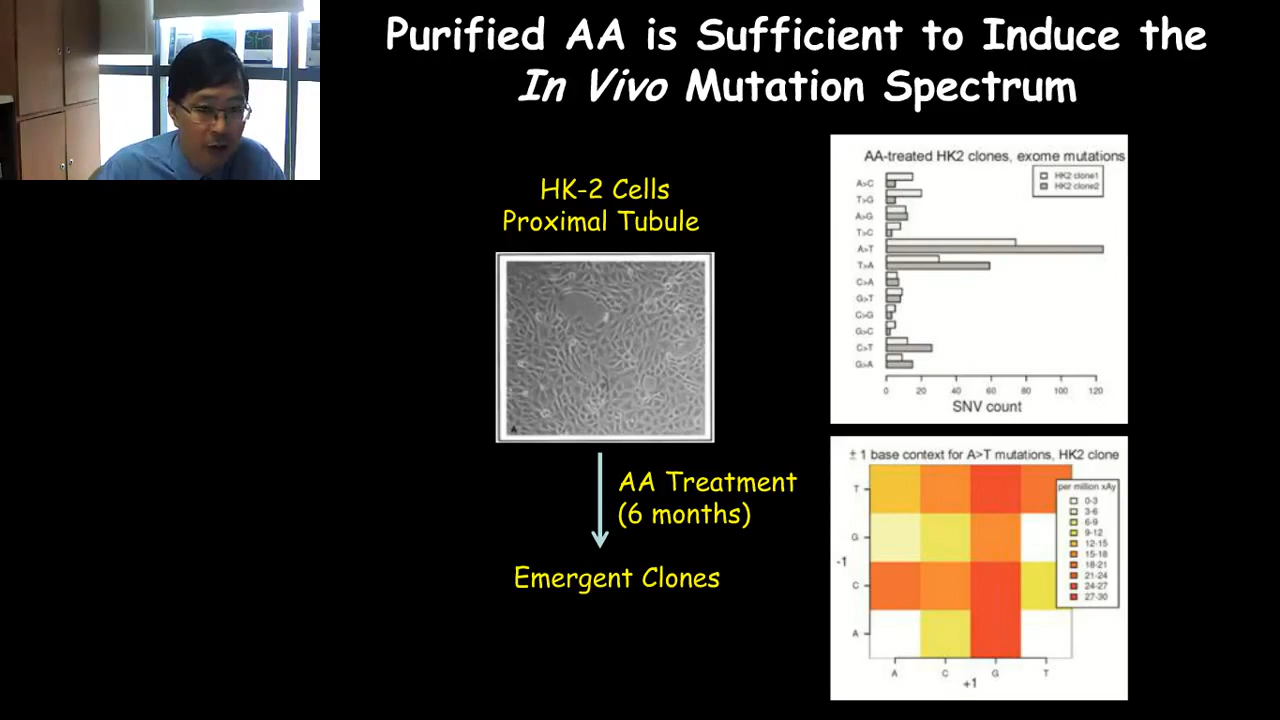 Purified AA is Sufficient to Induce the
In Vivo Mutation Spectrum
HK-2 Cells
Proximal Tubule
AA Treatment
(6 months)
Emergent Clones
AA-treated HK2 clones, exome mutations
HK2 clone1
HK2 clone2
A>C
T>G
A>G
T>C
A>T
T>A
C>A
G>T
C>G
G>C
C>T
G>A
0 20 40 60 80 100 120
SNV count
± 1 base context for A>T mutations, HK2 clone
per million xAy
0-3
3-6
6-9
9-12
12-15
15-18
18-21
21-24
24-27
27-30
T
G
-1
C
A
A C G T
+1